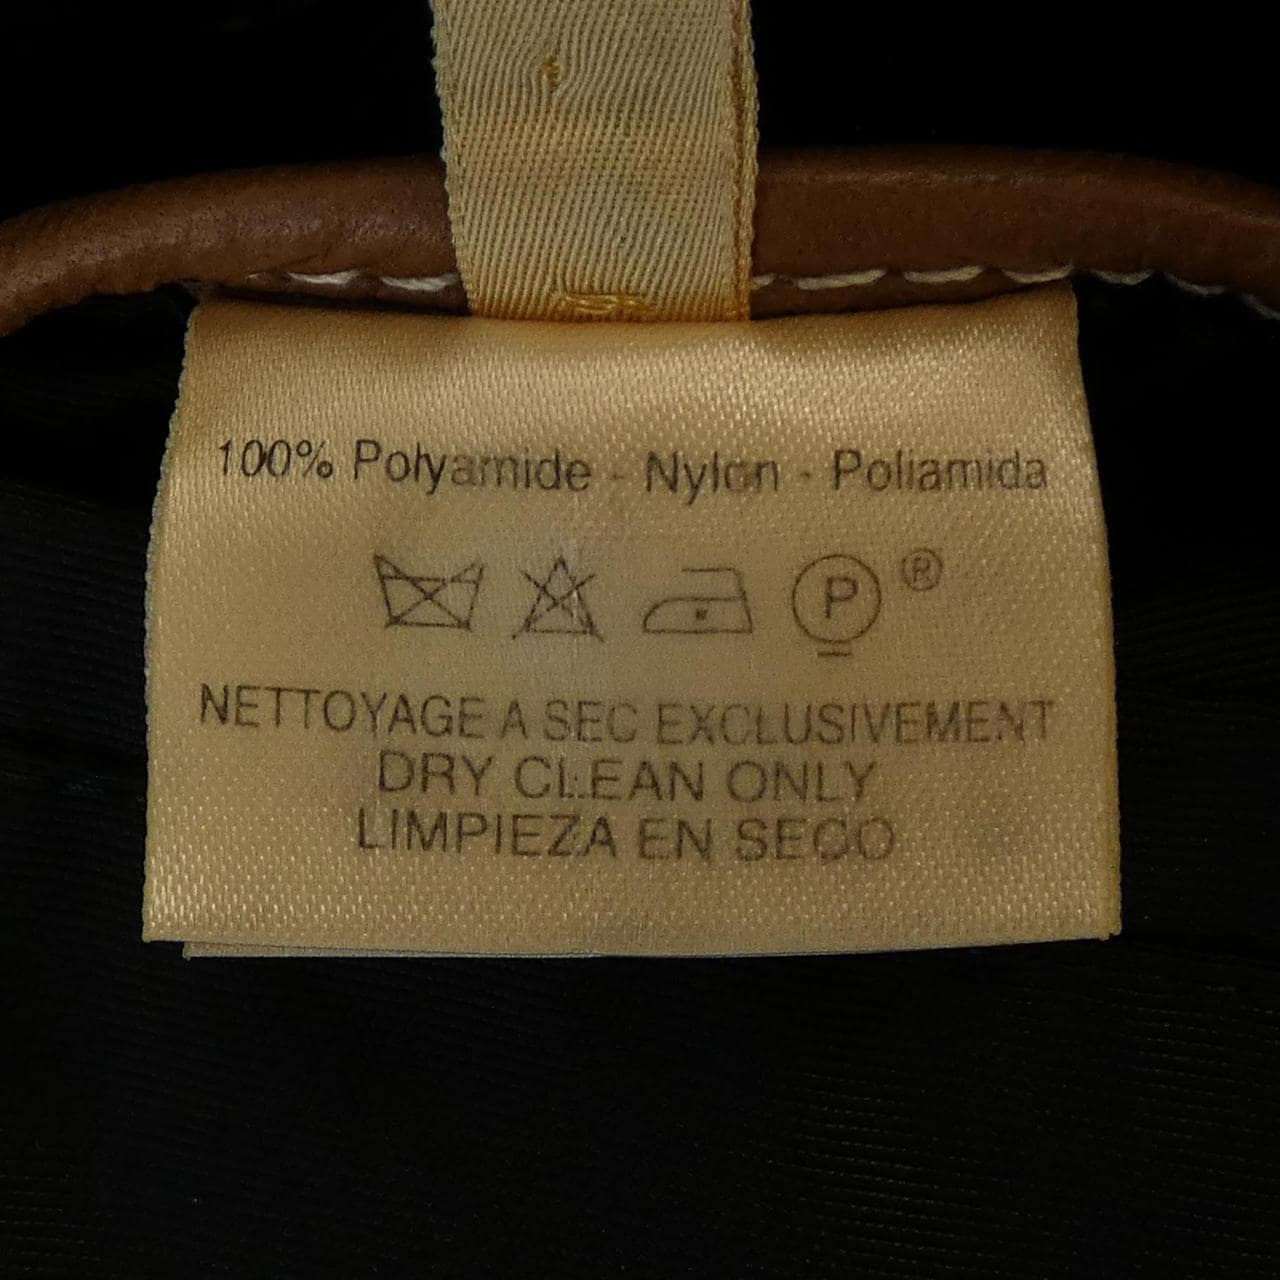 100% Polyamide - Nylon - Poliamida
P ®
NETTOYAGE A SEC EXCLUSIVEMENT
DRY CLEAN ONLY
LIMPIEZA EN SECO